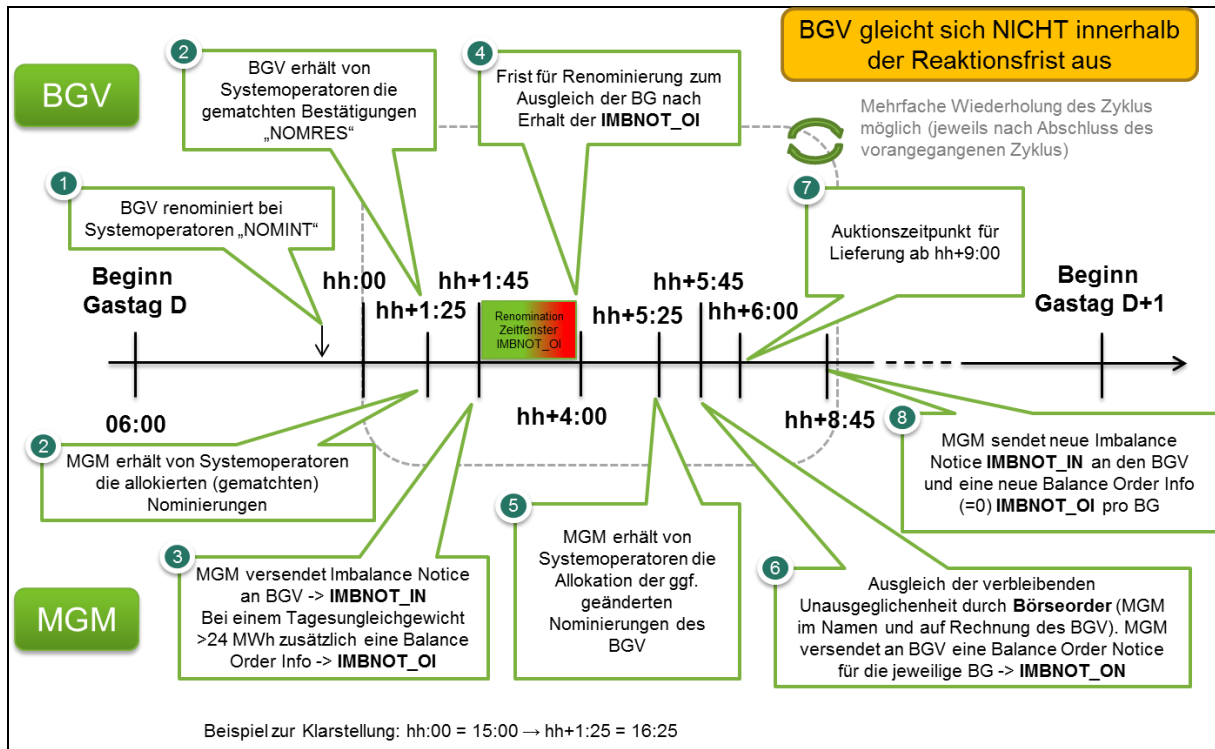 BGV gleicht sich NICHT innerhalb
der Reaktionsfrist aus
BGV
2
BGV erhält von
Systemoperatoren die
gematchten Bestätigungen
„NOMRES“
4
Frist für Renominierung zum
Ausgleich der BG nach
Erhalt der IMBNOT_OI
Mehrfache Wiederholung des Zyklus
möglich (jeweils nach Abschluss des
vorangegangenen Zyklus)
1
BGV renominiert bei
Systemoperatoren „NOMINT“
7
Auktionszeitpunkt für
Lieferung ab hh+9:00
Beginn
Gastag D
hh:00
hh+1:25
hh+1:45
Renomination
Zeitfenster
IMBNOT_OI
hh+5:25
hh+5:45
hh+6:00
Beginn
Gastag D+1
06:00
hh+4:00
hh+8:45
2
MGM erhält von Systemoperatoren
die allokierten (gematchten)
Nominierungen
8
MGM sendet neue Imbalance
Notice IMBNOT_IN an den BGV
und eine neue Balance Order Info
(=0) IMBNOT_OI pro BG
MGM
3
MGM versendet Imbalance Notice
an BGV -> IMBNOT_IN
Bei einem Tagesungleichgewicht
>24 MWh zusätzlich eine Balance
Order Info -> IMBNOT_OI
5
MGM erhält von
Systemoperatoren die
Allokation der ggf.
geänderten
Nominierungen des
BGV
6
Ausgleich der verbleibenden
Unausgeglichenheit durch Börseorder (MGM
im Namen und auf Rechnung des BGV). MGM
versendet an BGV eine Balance Order Notice
für die jeweilige BG -> IMBNOT_ON
Beispiel zur Klarstellung: hh:00 = 15:00 → hh+1:25 = 16:25